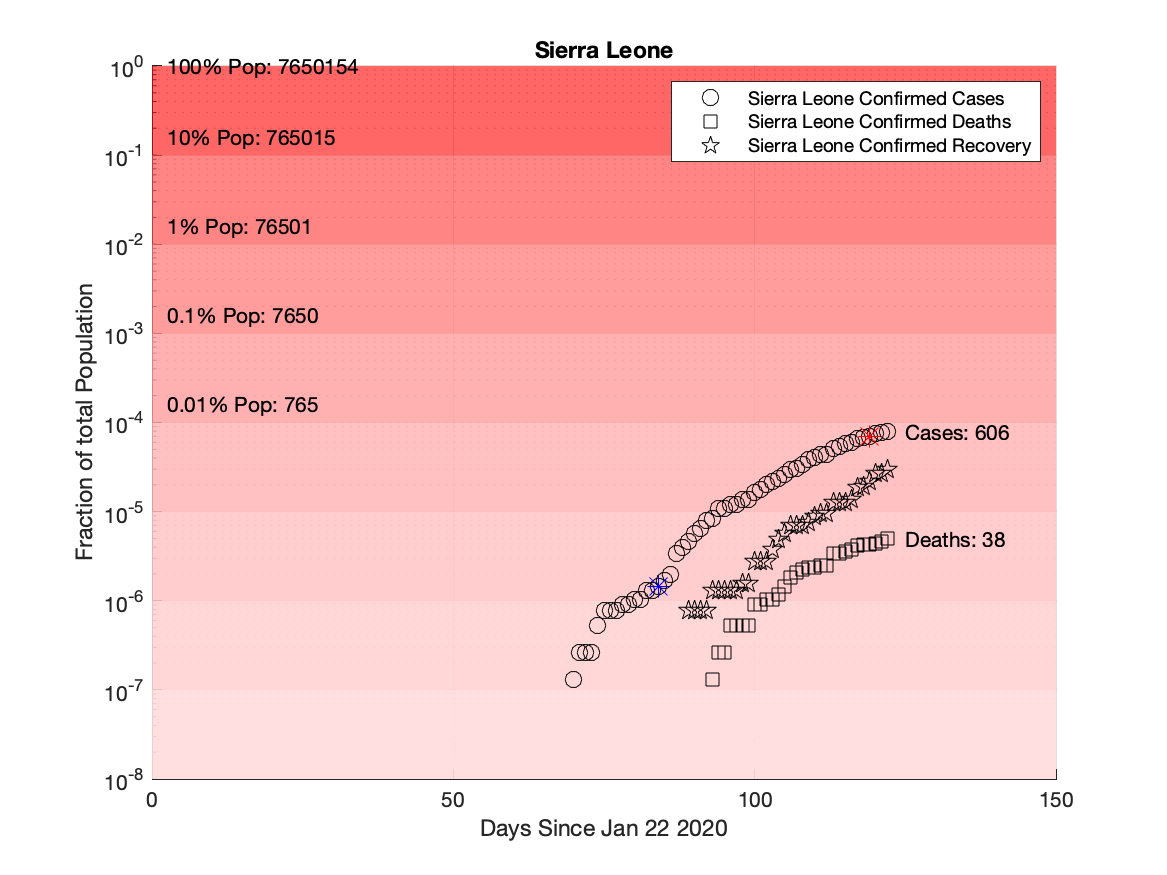 Sierra Leone
10^0
100% Pop: 7650154
Sierra Leone Confirmed Cases
Sierra Leone Confirmed Deaths
Sierra Leone Confirmed Recovery
10% Pop: 765015
10^-1
1% Pop: 76501
10^-2
0.1% Pop: 7650
10^-3
0.01% Pop: 765
10^-4
Cases: 606
10^-5
Deaths: 38
10^-6
10^-7
10^-8
Fraction of total Population
0 50 100 150
Days Since Jan 22 2020